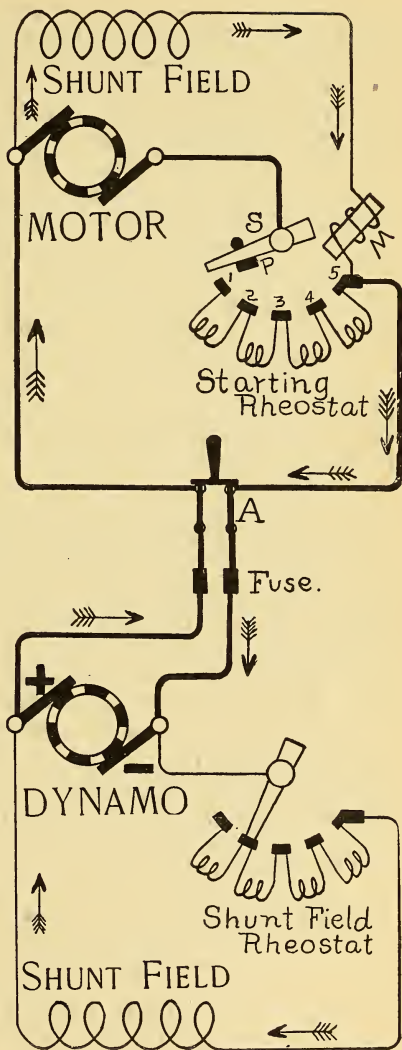 SHUNT FIELD
MOTOR
S
P
M
1
2
3
4
5
Starting
Rheostat
A
Fuse.
+
−
DYNAMO
Shunt Field
Rheostat
SHUNT FIELD